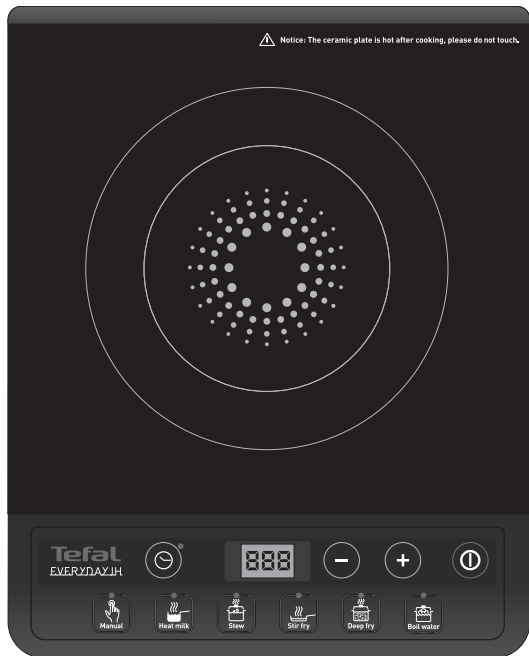 Notice: The ceramic plate is hot after cooking, please do not touch.
Tefal
EVERYDAY IH
888
Manual
Heat milk
Stew
Stir fry
Deep fry
Boil water